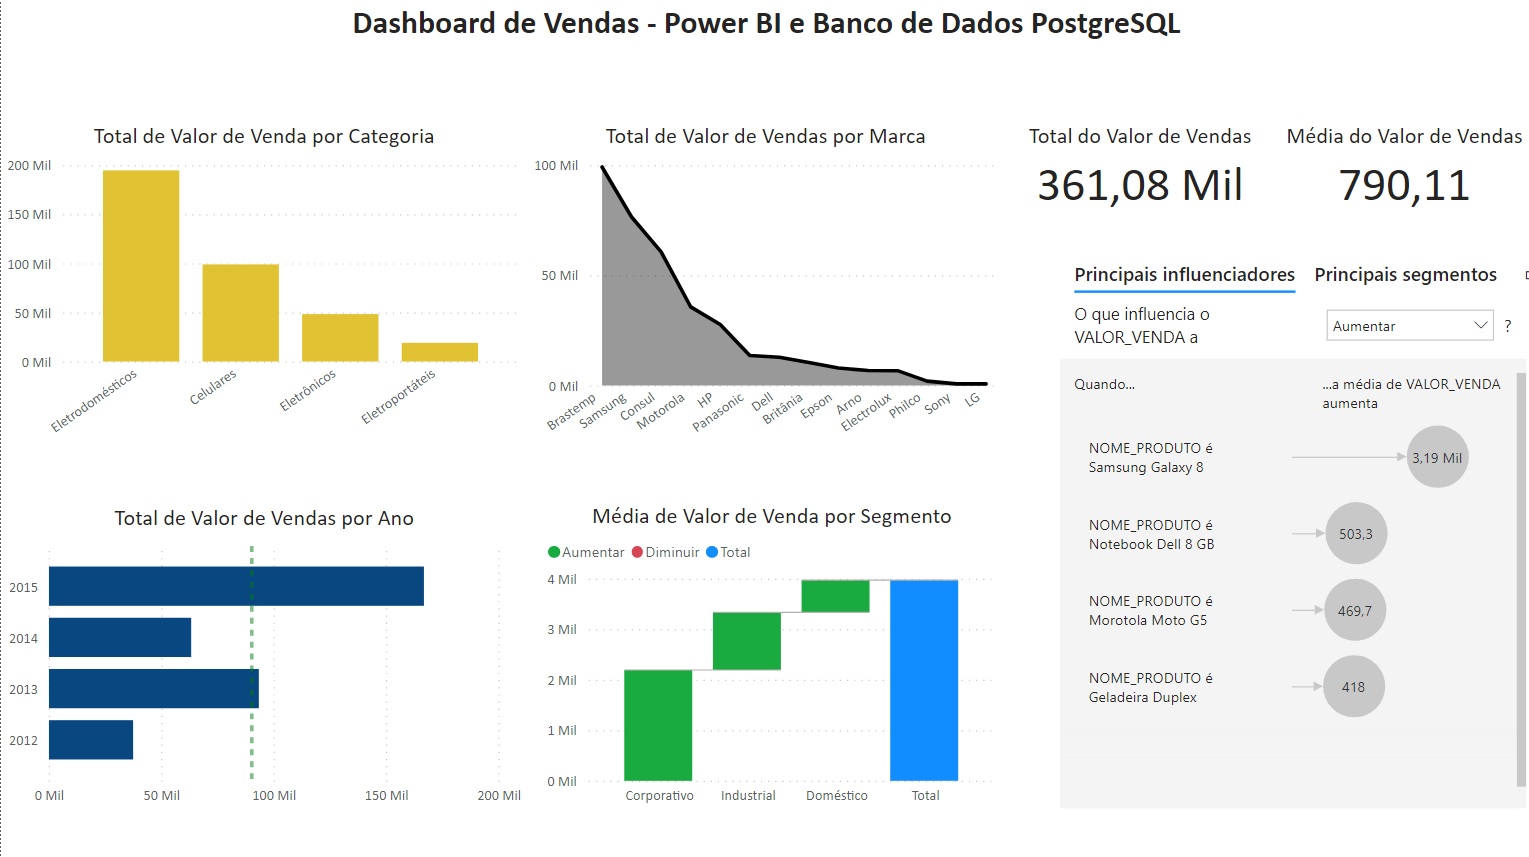 Dashboard de Vendas - Power BI e Banco de Dados PostgreSQL
Total de Valor de Venda por Categoria
200 Mil
150 Mil
100 Mil
50 Mil
0 Mil
Eletrodomésticos
Celulares
Eletrônicos
Eletroportáteis
Total de Valor de Vendas por Marca
100 Mil
50 Mil
0 Mil
Brastemp
Samsung
Consul
Motorola
HP
Panasonic
Dell
Britânia
Epson
Arno
Electrolux
Philco
Sony
LG
Total do Valor de Vendas
361,08 Mil
Média do Valor de Vendas
790,11
Principais influenciadores
Principais segmentos
O que influencia o
VALOR_VENDA a
Aumentar
?
Quando...
...a média de VALOR_VENDA
aumenta
NOME_PRODUTO é
Samsung Galaxy 8
3,19 Mil
NOME_PRODUTO é
Notebook Dell 8 GB
503,3
NOME_PRODUTO é
Morotola Moto G5
469,7
NOME_PRODUTO é
Geladeira Duplex
418
Total de Valor de Vendas por Ano
2015
2014
2013
2012
0 Mil
50 Mil
100 Mil
150 Mil
200 Mil
Média de Valor de Venda por Segmento
Aumentar
Diminuir
Total
4 Mil
3 Mil
2 Mil
1 Mil
0 Mil
Corporativo
Industrial
Doméstico
Total